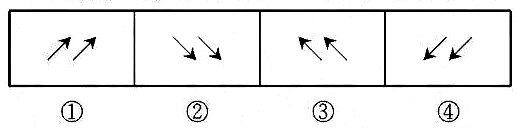 ① ② ③ ④